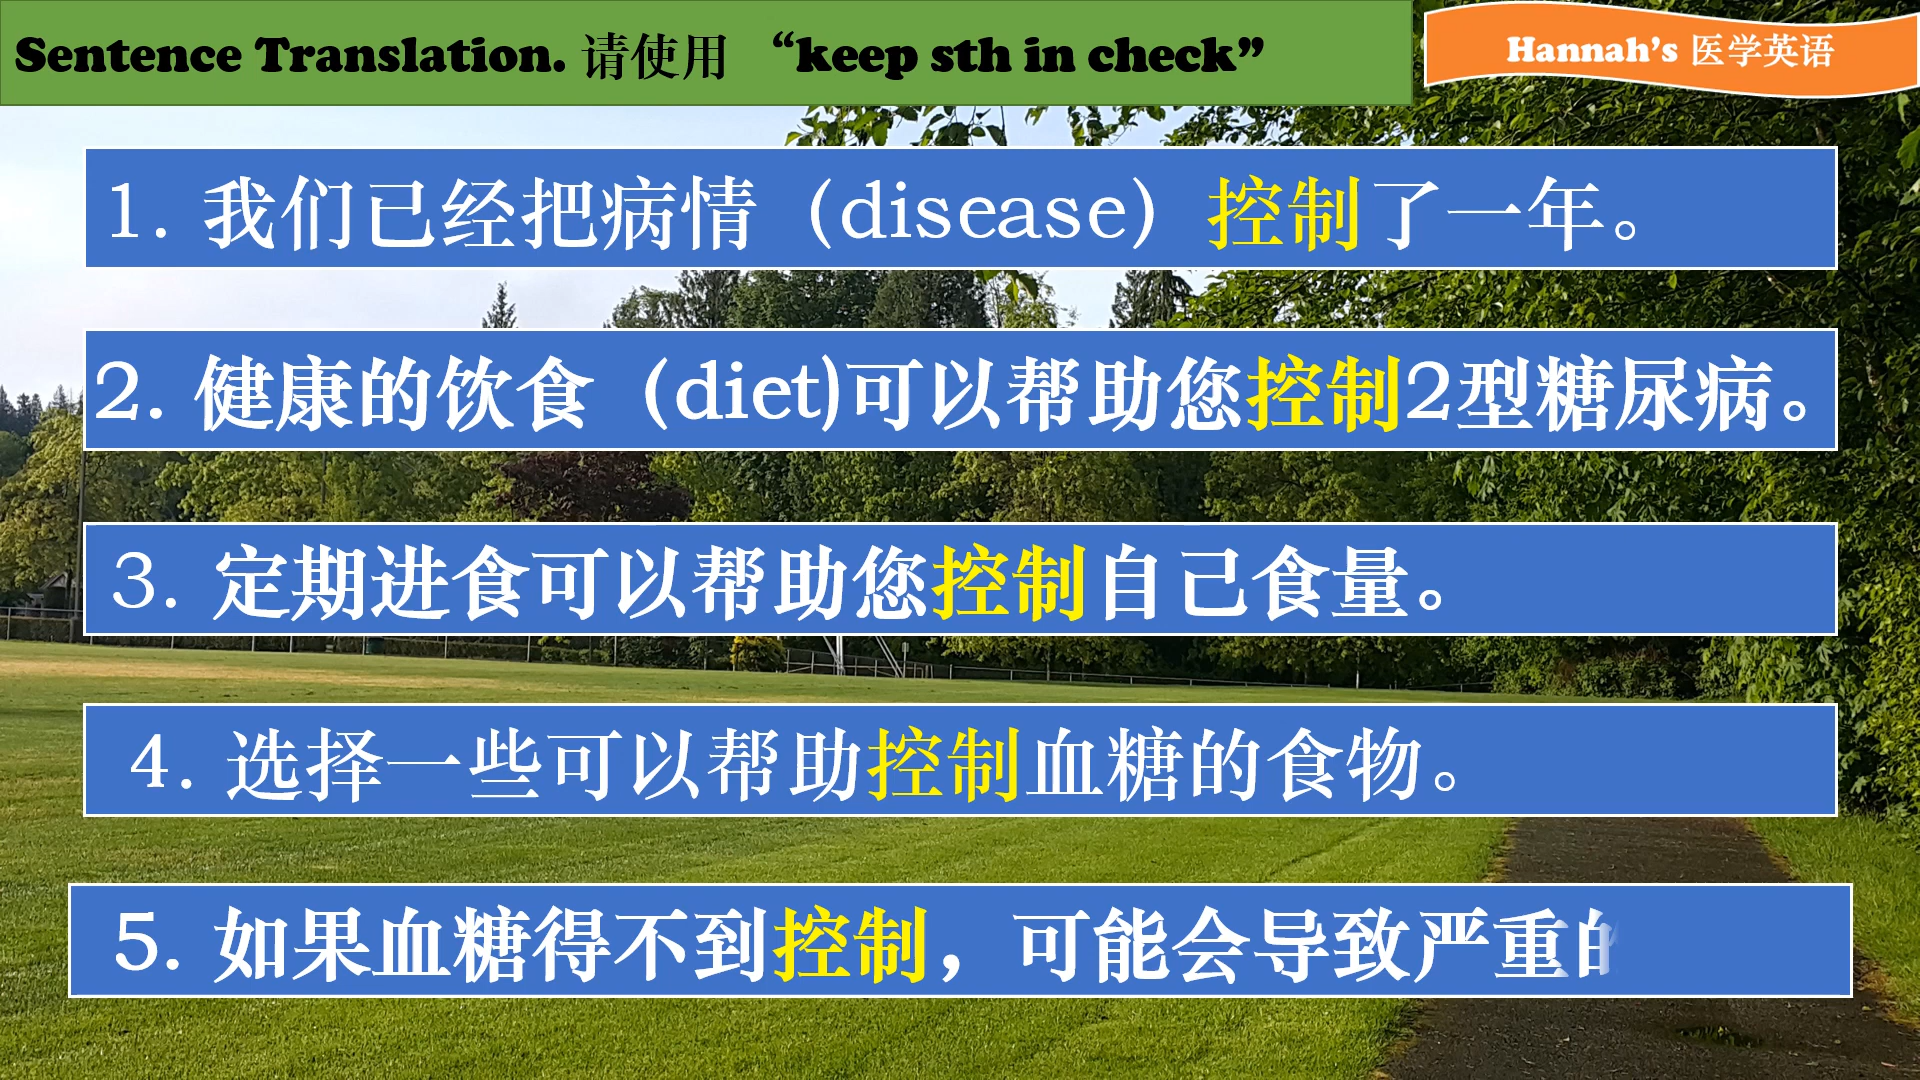 Sentence Translation. 请使用 “keep sth in check”
Hannah's 医学英语
1. 我们已经把病情（disease）控制了一年。
2. 健康的饮食（diet)可以帮助您控制2型糖尿病。
3. 定期进食可以帮助您控制自己食量。
4. 选择一些可以帮助控制血糖的食物。
5. 如果血糖得不到控制，可能会导致严重的